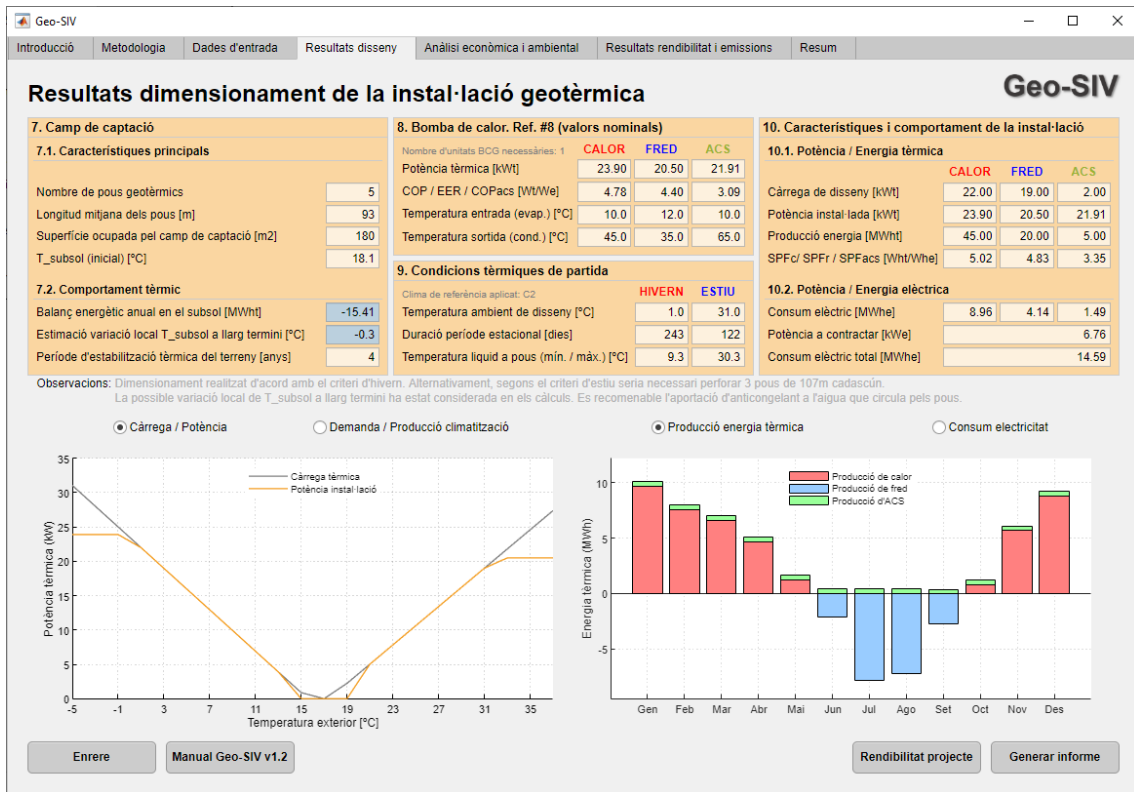 Geo-SIV
Introducció Metodologia Dades d'entrada Resultats disseny Anàlisi econòmica i ambiental Resultats rendibilitat i emissions Resum
Resultats dimensionament de la instal·lació geotèrmica
Geo-SIV
7. Camp de captació
7.1. Característiques principals
Nombre de pous geotèrmics 5
Longitud mitjana dels pous [m] 93
Superfície ocupada pel camp de captació [m2] 180
T_subsol (inicial) [ºC] 18.1
7.2. Comportament tèrmic
Balanç energètic anual en el subsol [MWht] -15.41
Estimació variació local T_subsol a llarg termini [ºC] -0.3
Període d'estabilització tèrmica del terreny [anys] 4
8. Bomba de calor. Ref. #8 (valors nominals)
Nombre d'unitats BCG necessàries: 1 CALOR FRED ACS
Potència tèrmica [kWt] 23.90 20.50 21.91
COP / EER / COPacs [Wt/We] 4.78 4.40 3.09
Temperatura entrada (evap.) [ºC] 10.0 12.0 10.0
Temperatura sortida (cond.) [ºC] 45.0 35.0 65.0
9. Condicions tèrmiques de partida
Clima de referència aplicat: C2 HIVERN ESTIU
Temperatura ambient de disseny [ºC] 1.0 31.0
Duració període estacional [dies] 243 122
Temperatura liquid a pous (mín. / màx.) [ºC] 9.3 30.3
10. Característiques i comportament de la instal·lació
10.1. Potència / Energia tèrmica
CALOR FRED ACS
Càrrega de disseny [kWt] 22.00 19.00 2.00
Potència instal·lada [kWt] 23.90 20.50 21.91
Producció energia [MWht] 45.00 20.00 5.00
SPFc/ SPFr / SPFacs [Wht/Whe] 5.02 4.83 3.35
10.2. Potència / Energia elèctrica
Consum elèctric [MWhe] 8.96 4.14 1.49
Potència a contractar [kWe] 6.76
Consum elèctric total [MWhe] 14.59
Observacions: Dimensionament realitzat d'acord amb el criteri d'hivern. Alternativament, segons el criteri d'estiu seria necessari perforar 3 pous de 107m cadascún.
La possible variació local de T_subsol a llarg termini ha estat considerada en els càlculs. Es recomenable l'aportació d'anticongelant a l'aigua que circula pels pous.
Càrrega / Potència Demanda / Producció climatització Producció energia tèrmica Consum electricitat
Càrrega tèrmica
Potència instal·lació
Potència tèrmica (kW)
35
30
25
20
15
10
5
0
-5 -1 3 7 11 15 19 23 27 31 35
Temperatura exterior [ºC]
Producció de calor
Producció de fred
Producció d'ACS
Energia tèrmica (MWh)
10
5
0
-5
Gen Feb Mar Abr Mai Jun Jul Ago Set Oct Nov Des
Enrere Manual Geo-SIV v1.2 Rendibilitat projecte Generar informe